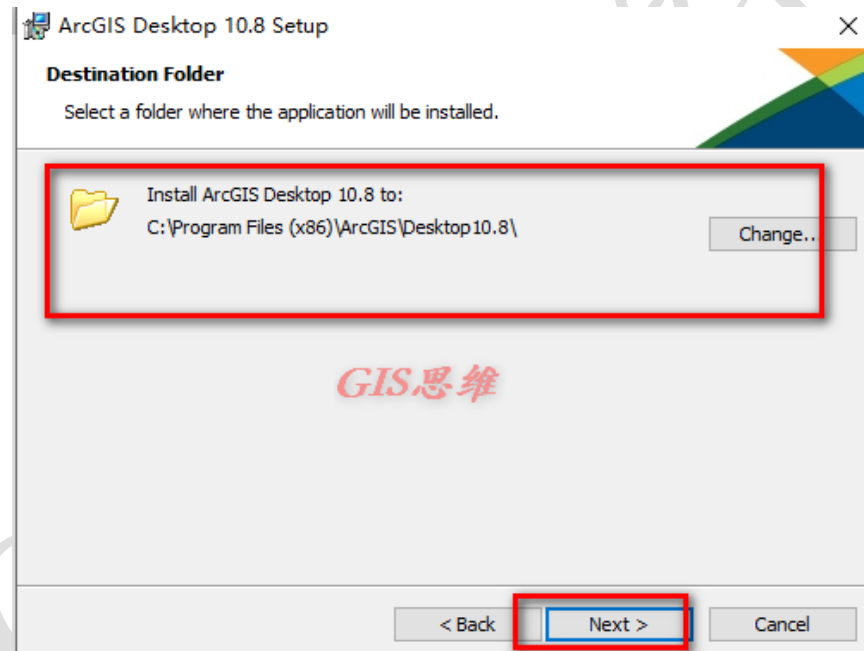 ArcGIS Desktop 10.8 Setup
Destination Folder
Select a folder where the application will be installed.
Install ArcGIS Desktop 10.8 to:
C:\Program Files (x86)\ArcGIS\Desktop10.8\
Change...
GIS思维
< Back
Next >
Cancel